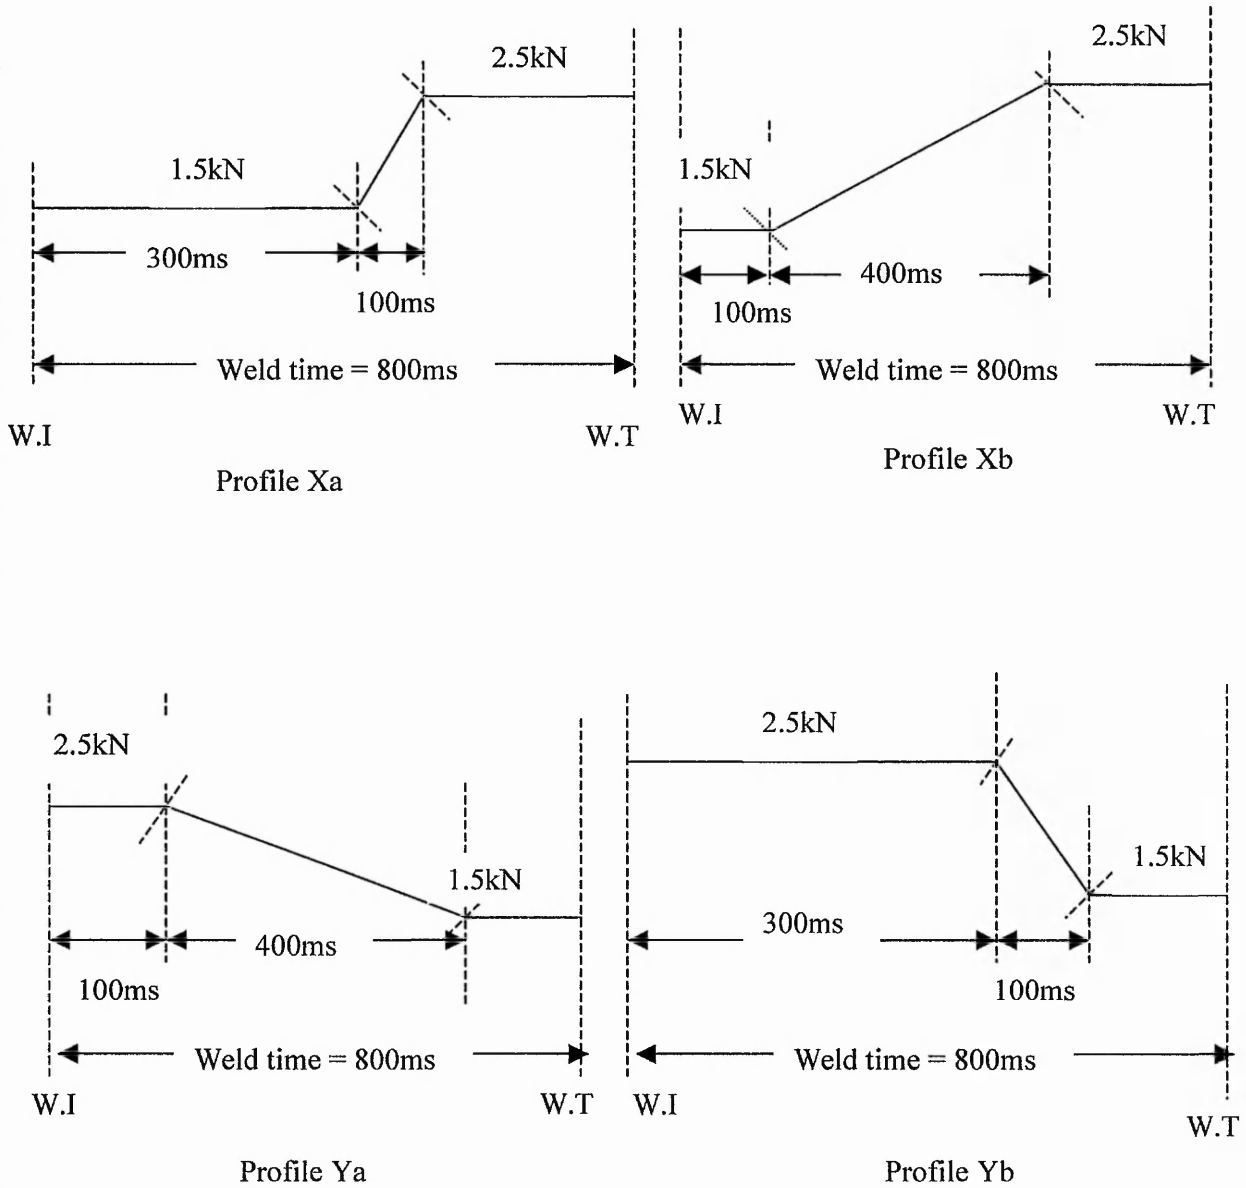 2.5kN
1.5kN
300ms
100ms
Weld time = 800ms
W.I
W.T
Profile Xa
2.5kN
1.5kN
400ms
100ms
Weld time = 800ms
W.I
W.T
Profile Xb
2.5kN
1.5kN
400ms
100ms
Weld time = 800ms
W.I
W.T
Profile Ya
2.5kN
1.5kN
300ms
100ms
Weld time = 800ms
W.I
W.T
Profile Yb